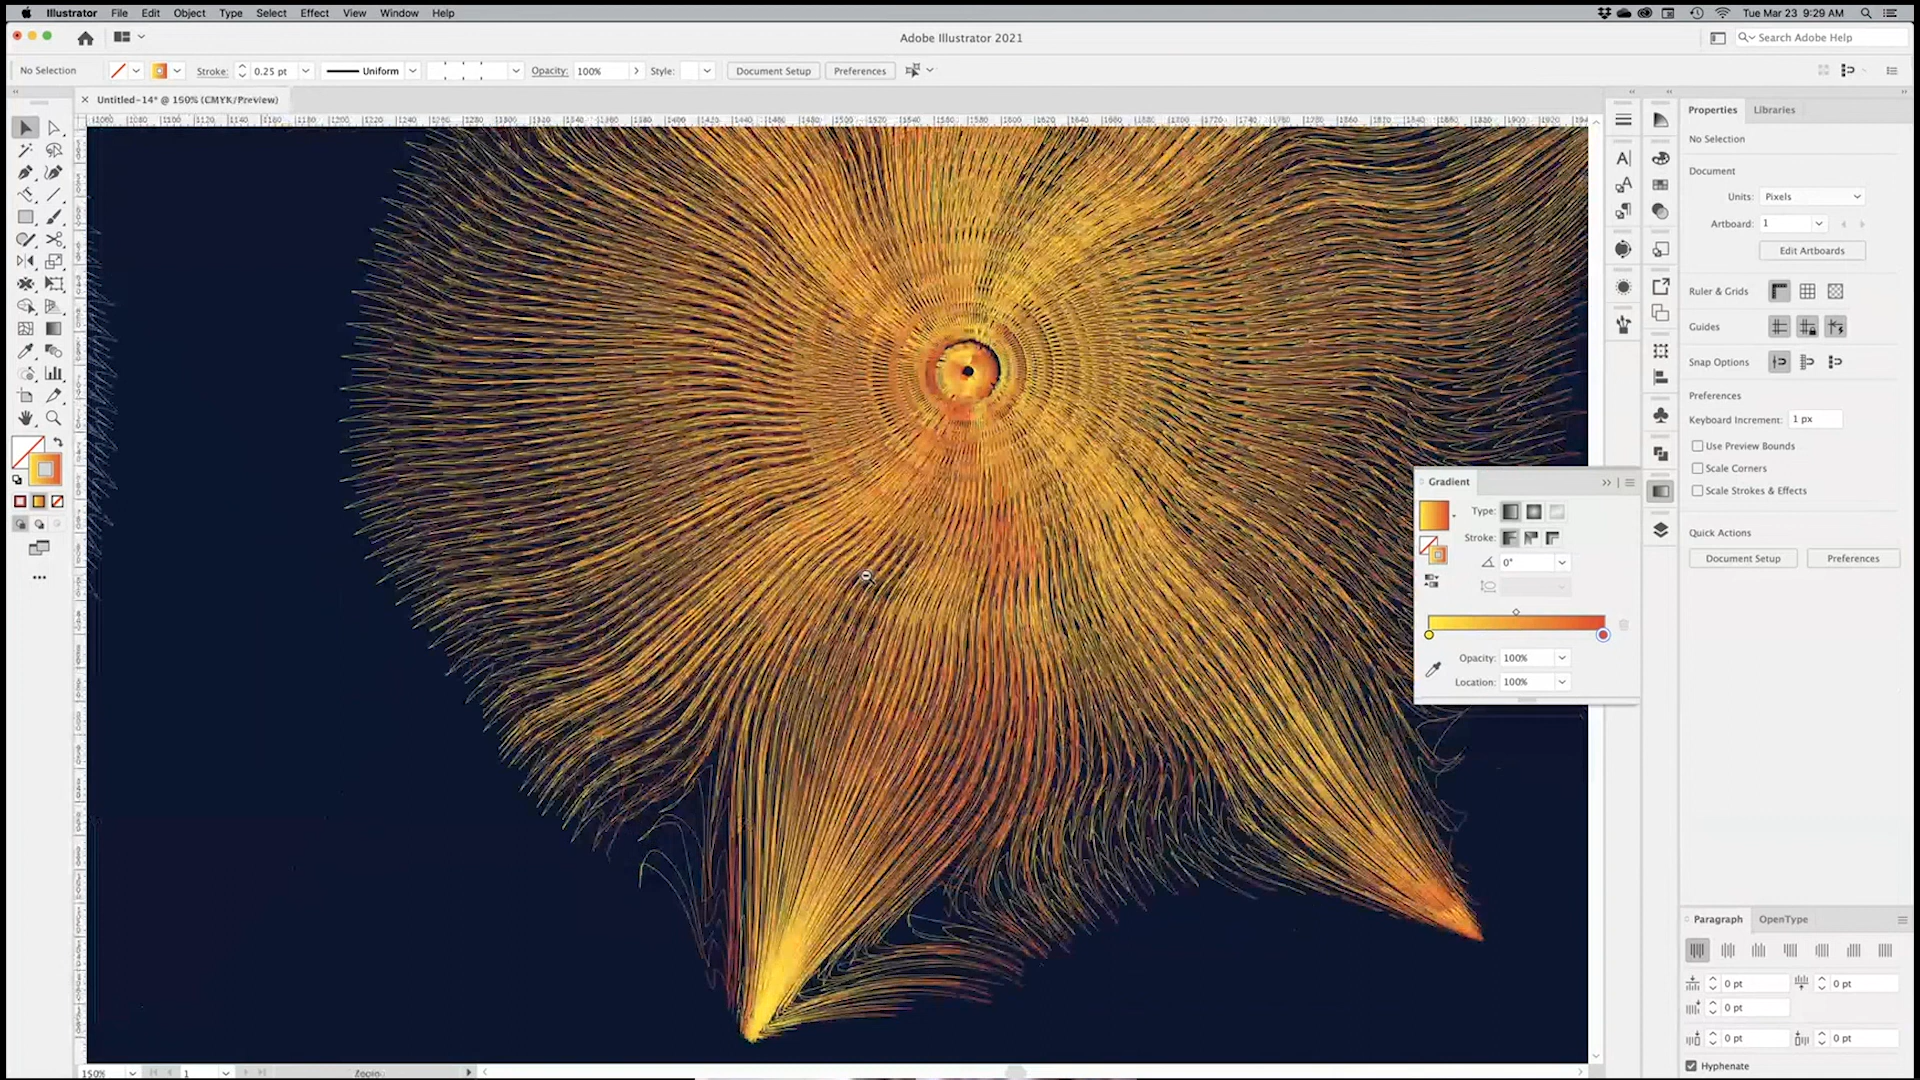 Illustrator File Edit Object Type Select Effect View Window Help
Tue Mar 23 9:29 AM
Adobe Illustrator 2021
Search Adobe Help
No Selection
Stroke: 0.25 pt
Uniform
Opacity: 100%
Style:
Document Setup
Preferences
Untitled-14* @ 150% (CMYK/Preview)
Properties Libraries
No Selection
Document
Units: Pixels
Artboard: 1
Edit Artboards
Ruler & Grids
Guides
Snap Options
Preferences
Keyboard Increment: 1 px
Use Preview Bounds
Scale Corners
Scale Strokes & Effects
Quick Actions
Document Setup Preferences
Gradient
Type:
Stroke:
0°
Opacity: 100%
Location: 100%
Paragraph OpenType
0 pt 0 pt
0 pt
0 pt 0 pt
Hyphenate
150% 1 Zoom